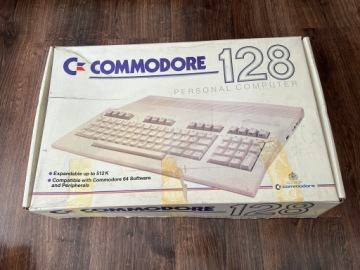 COMMODORE 128
PERSONAL COMPUTER
Expandable up to 512K
Compatible with Commodore 64 Software
and Peripherals
commodore
COMMODORE 128